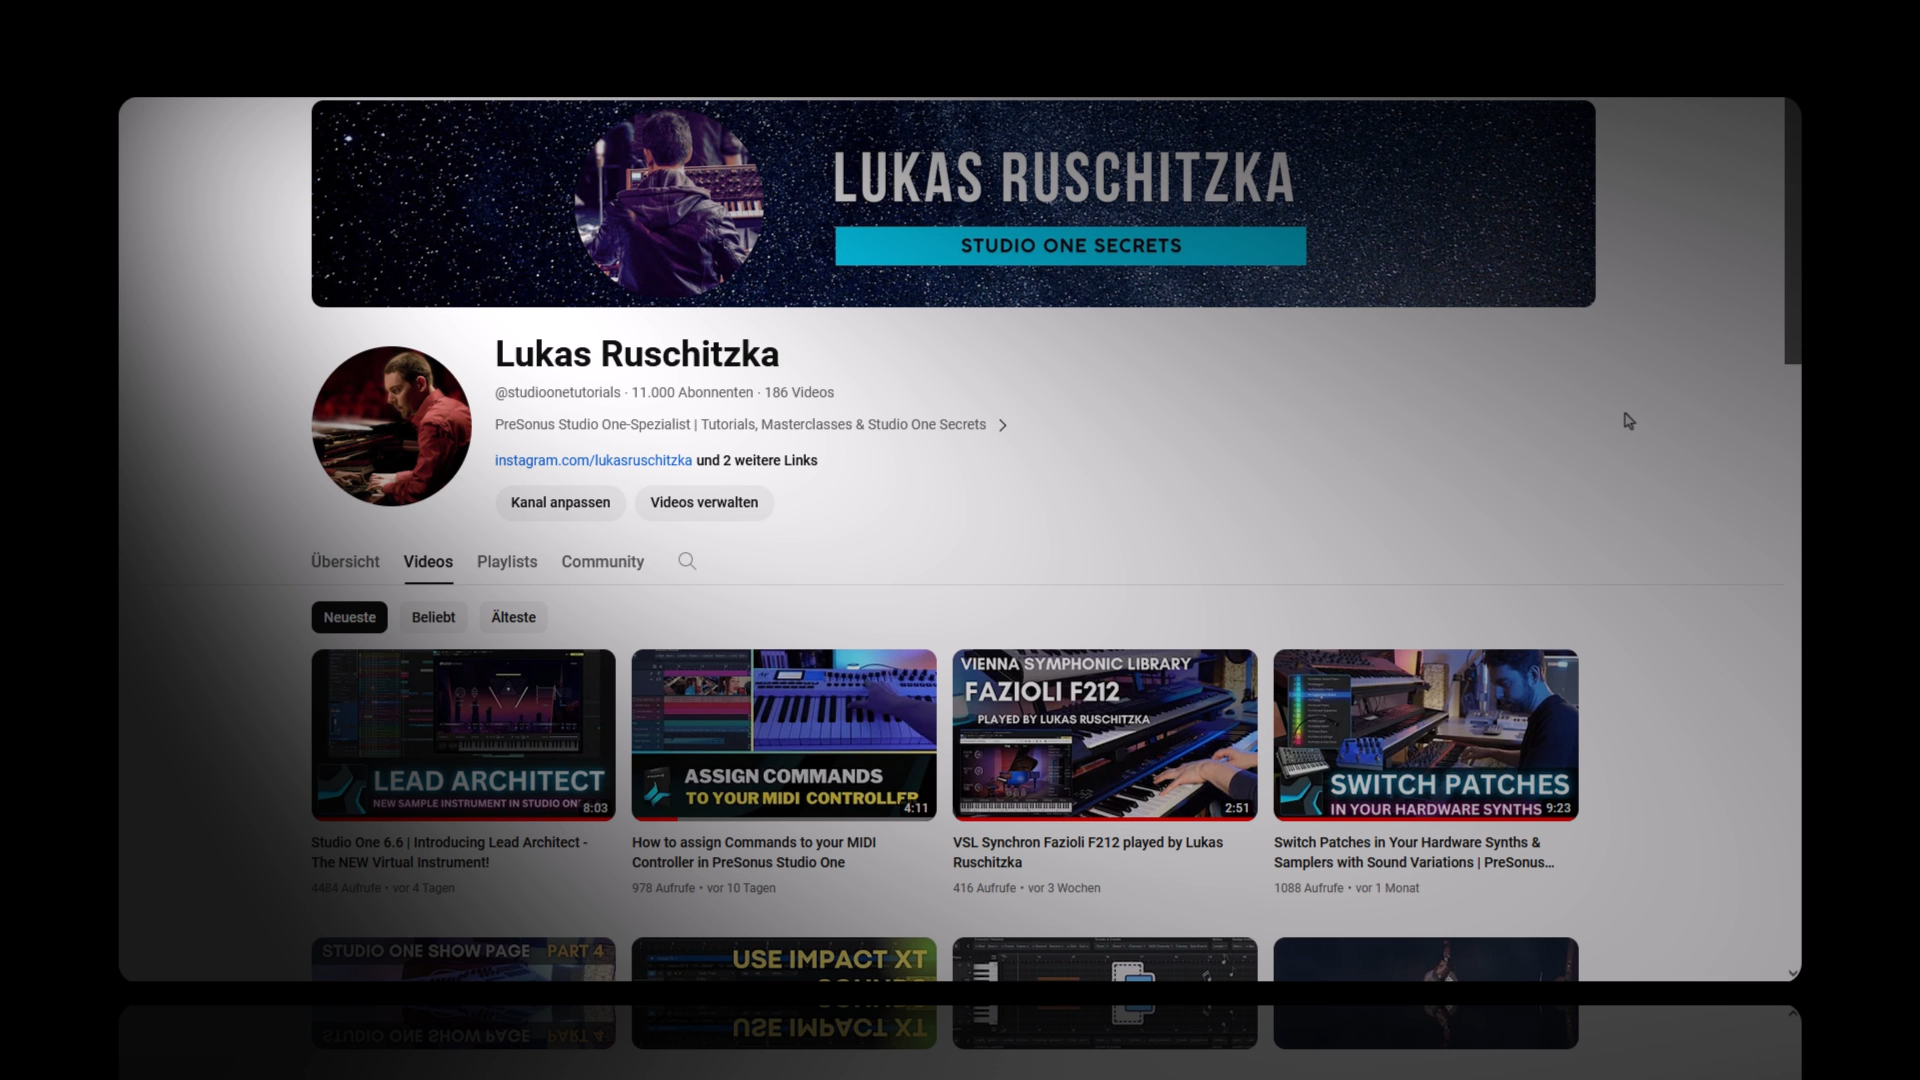 LUKAS RUSCHITZKA
STUDIO ONE SECRETS
Lukas Ruschitzka
@studioonetutorials · 11.000 Abonnenten · 186 Videos
PreSonus Studio One-Spezialist | Tutorials, Masterclasses & Studio One Secrets
instagram.com/lukasruschitzka und 2 weitere Links
Kanal anpassen
Videos verwalten
Übersicht
Videos
Playlists
Community
Neueste
Beliebt
Älteste
LEAD ARCHITECT
NEW SAMPLE INSTRUMENT IN STUDIO ON
8:03
ASSIGN COMMANDS
TO YOUR MIDI CONTROLLER
4:11
VIENNA SYMPHONIC LIBRARY
FAZIOLI F212
PLAYED BY LUKAS RUSCHITZKA
2:51
SWITCH PATCHES
IN YOUR HARDWARE SYNTHS
9:23
Studio One 6.6 | Introducing Lead Architect -
The NEW Virtual Instrument!
4484 Aufrufe • vor 4 Tagen
How to assign Commands to your MIDI
Controller in PreSonus Studio One
978 Aufrufe • vor 10 Tagen
VSL Synchron Fazioli F212 played by Lukas
Ruschitzka
416 Aufrufe • vor 3 Wochen
Switch Patches in Your Hardware Synths &
Samplers with Sound Variations | PreSonus...
1088 Aufrufe • vor 1 Monat
STUDIO ONE SHOW PAGE PART 4
USE IMPACT XT